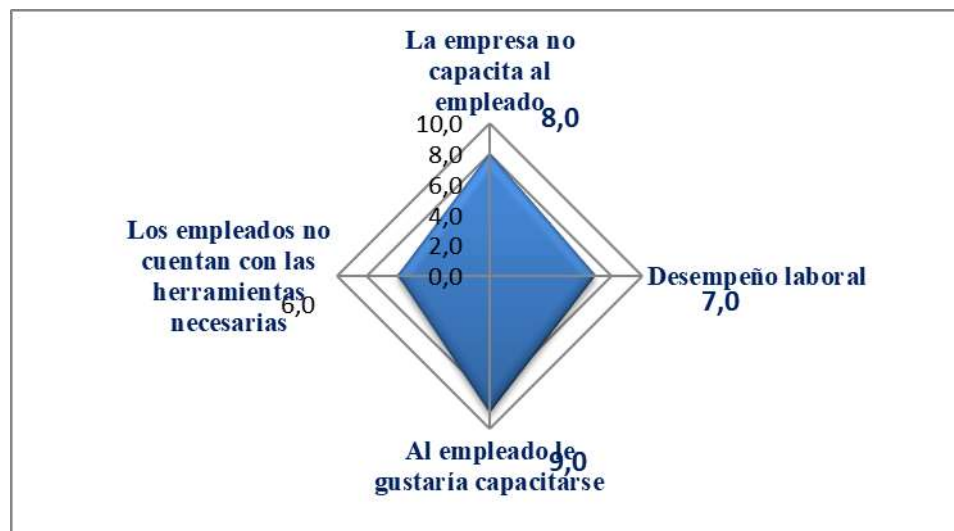 La empresa no
capacita al
empleado
8,0
10,0
8,0
6,0
4,0
2,0
0,0
Los empleados no
cuentan con las
herramientas
necesarias
6,0
Desempeño laboral
7,0
Al empleado le
gustaría capacitarse
9,0